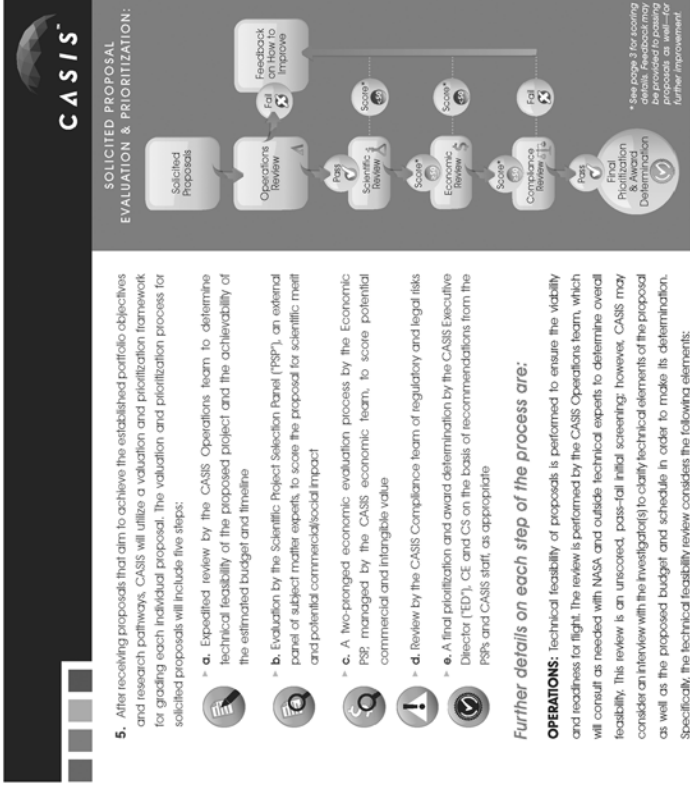 CASIS™
5. After receiving proposals that aim to achieve the established portfolio objectives
and research pathways, CASIS will utilize a valuation and prioritization framework
for grading each individual proposal. The valuation and prioritization process for
solicited proposals will include five steps:
a. Expedited review by the CASIS Operations team to determine
technical feasibility of the proposed project and the achievability of
the estimated budget and timeline
b. Evaluation by the Scientific Project Selection Panel ("PSP"), an external
panel of subject matter experts, to score the proposal for scientific merit
and potential commercial/social impact
c. A two-pronged economic evaluation process by the Economic
PSP, managed by the CASIS economic team, to score potential
commercial and intangible value
d. Review by the CASIS Compliance team of regulatory and legal risks
e. A final prioritization and award determination by the CASIS Executive
Director ("ED"), CE and CS on the basis of recommendations from the
PSPs and CASIS staff, as appropriate
Further details on each step of the process are:
OPERATIONS: Technical feasibility of proposals is performed to ensure the viability
and readiness for flight. The review is performed by the CASIS Operations team, which
will consult as needed with NASA and outside technical experts to determine overall
feasibility. This review is an unscored, pass-fail initial screening; however, CASIS may
consider an interview with the investigator(s) to clarify technical elements of the proposal
as well as the proposed budget and schedule in order to make its determination.
Specifically, the technical feasibility review considers the following elements:
SOLICITED PROPOSAL
EVALUATION & PRIORITIZATION:
Solicited
Proposals
Operations
Review
Fail
Feedback
on How to
Improve
Pass
Scientific
Review
Score*
Score*
Economic
Review
Score*
Score*
Compliance
Review
Fail
Pass
Final
Prioritization
& Award
Determination
* See page 3 for scoring
details. Feedback may
be provided to passing
proposals as well—for
further improvement.